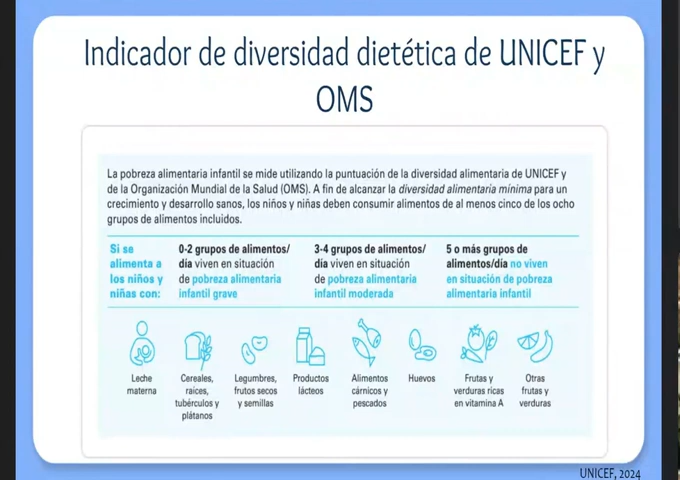 Indicador de diversidad dietética de UNICEF y
OMS
La pobreza alimentaria infantil se mide utilizando la puntuación de la diversidad alimentaria de UNICEF y
de la Organización Mundial de la Salud (OMS). A fin de alcanzar la diversidad alimentaria mínima para un
crecimiento y desarrollo sanos, los niños y niñas deben consumir alimentos de al menos cinco de los ocho
grupos de alimentos incluidos.
Si se
alimenta a
los niños y
niñas con:
0-2 grupos de alimentos/
día viven en situación
de pobreza alimentaria
infantil grave
3-4 grupos de alimentos/
día viven en situación
de pobreza alimentaria
infantil moderada
5 o más grupos de
alimentos/día no viven
en situación de pobreza
alimentaria infantil
Leche
materna
Cereales,
raíces,
tubérculos y
plátanos
Legumbres,
frutos secos
y semillas
Productos
lácteos
Alimentos
cárnicos y
pescados
Huevos
Frutas y
verduras ricas
en vitamina A
Otras
frutas y
verduras
UNICEF, 2024